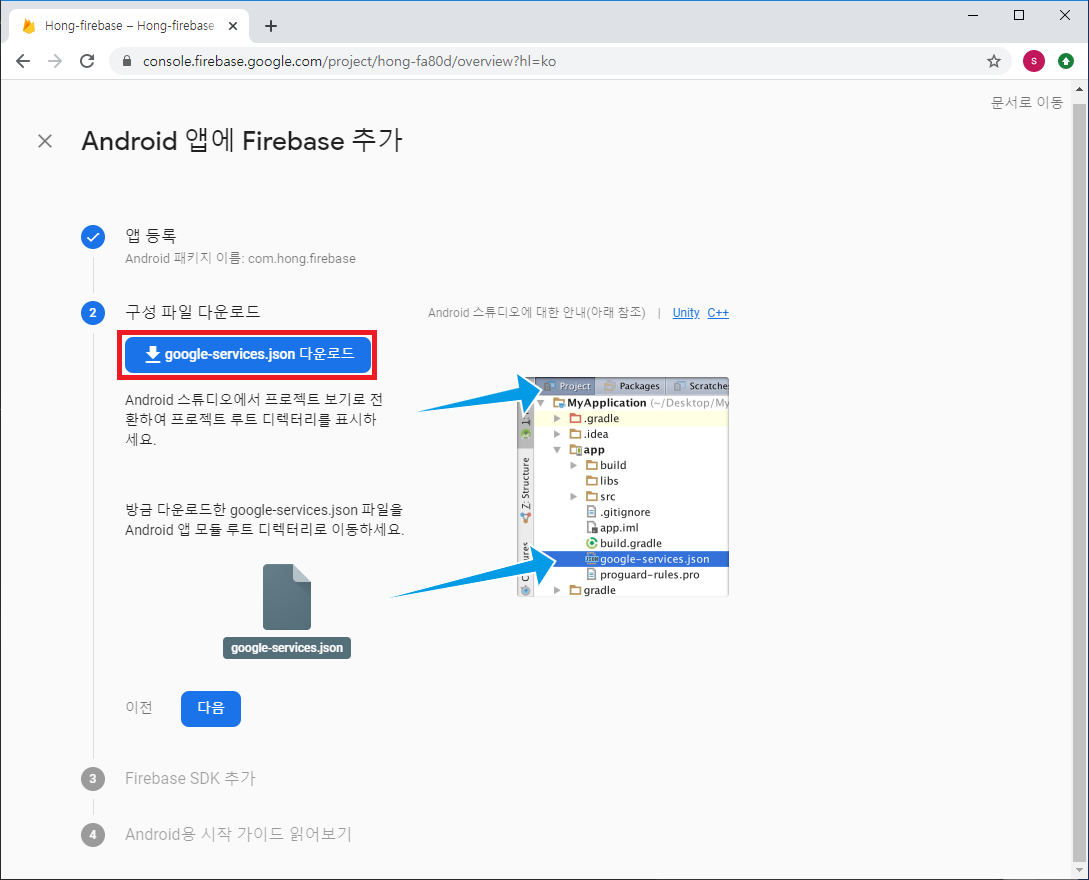 Hong-firebase – Hong-firebase
console.firebase.google.com/project/hong-fa80d/overview?hl=ko
S
문서로 이동
Android 앱에 Firebase 추가
앱 등록
Android 패키지 이름: com.hong.firebase
2
구성 파일 다운로드
Android 스튜디오에 대한 안내(아래 참조) | Unity C++
google-services.json 다운로드
Android 스튜디오에서 프로젝트 보기로 전
환하여 프로젝트 루트 디렉터리를 표시하
세요.
방금 다운로드한 google-services.json 파일을
Android 앱 모듈 루트 디렉터리로 이동하세요.
google-services.json
Project Packages Scratche
MyApplication (~/Desktop/My
.gradle
.idea
app
build
libs
src
.gitignore
app.iml
build.gradle
google-services.json
proguard-rules.pro
gradle
Z: Structure
이전
다음
3
Firebase SDK 추가
4
Android용 시작 가이드 읽어보기